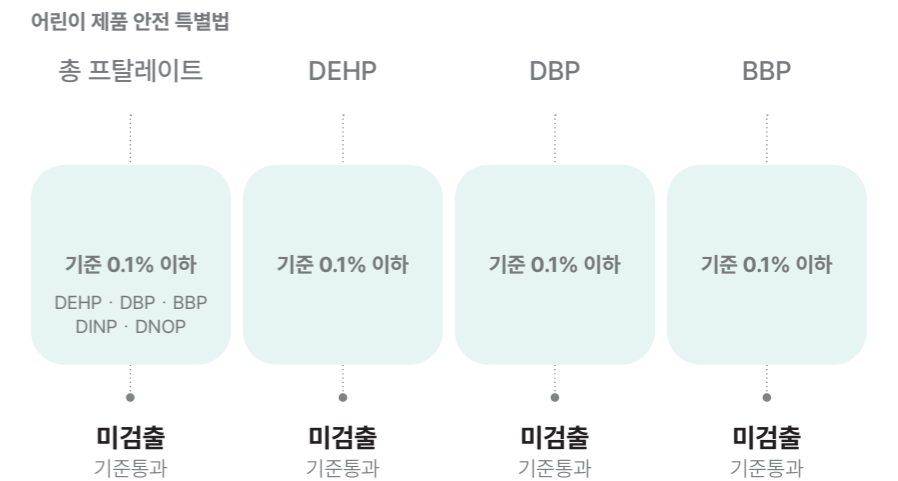 어린이 제품 안전 특별법
총 프탈레이트 DEHP DBP BBP
기준 0.1% 이하 기준 0.1% 이하 기준 0.1% 이하 기준 0.1% 이하
DEHP · DBP · BBP
DINP · DNOP
미검출 미검출 미검출 미검출
기준통과 기준통과 기준통과 기준통과